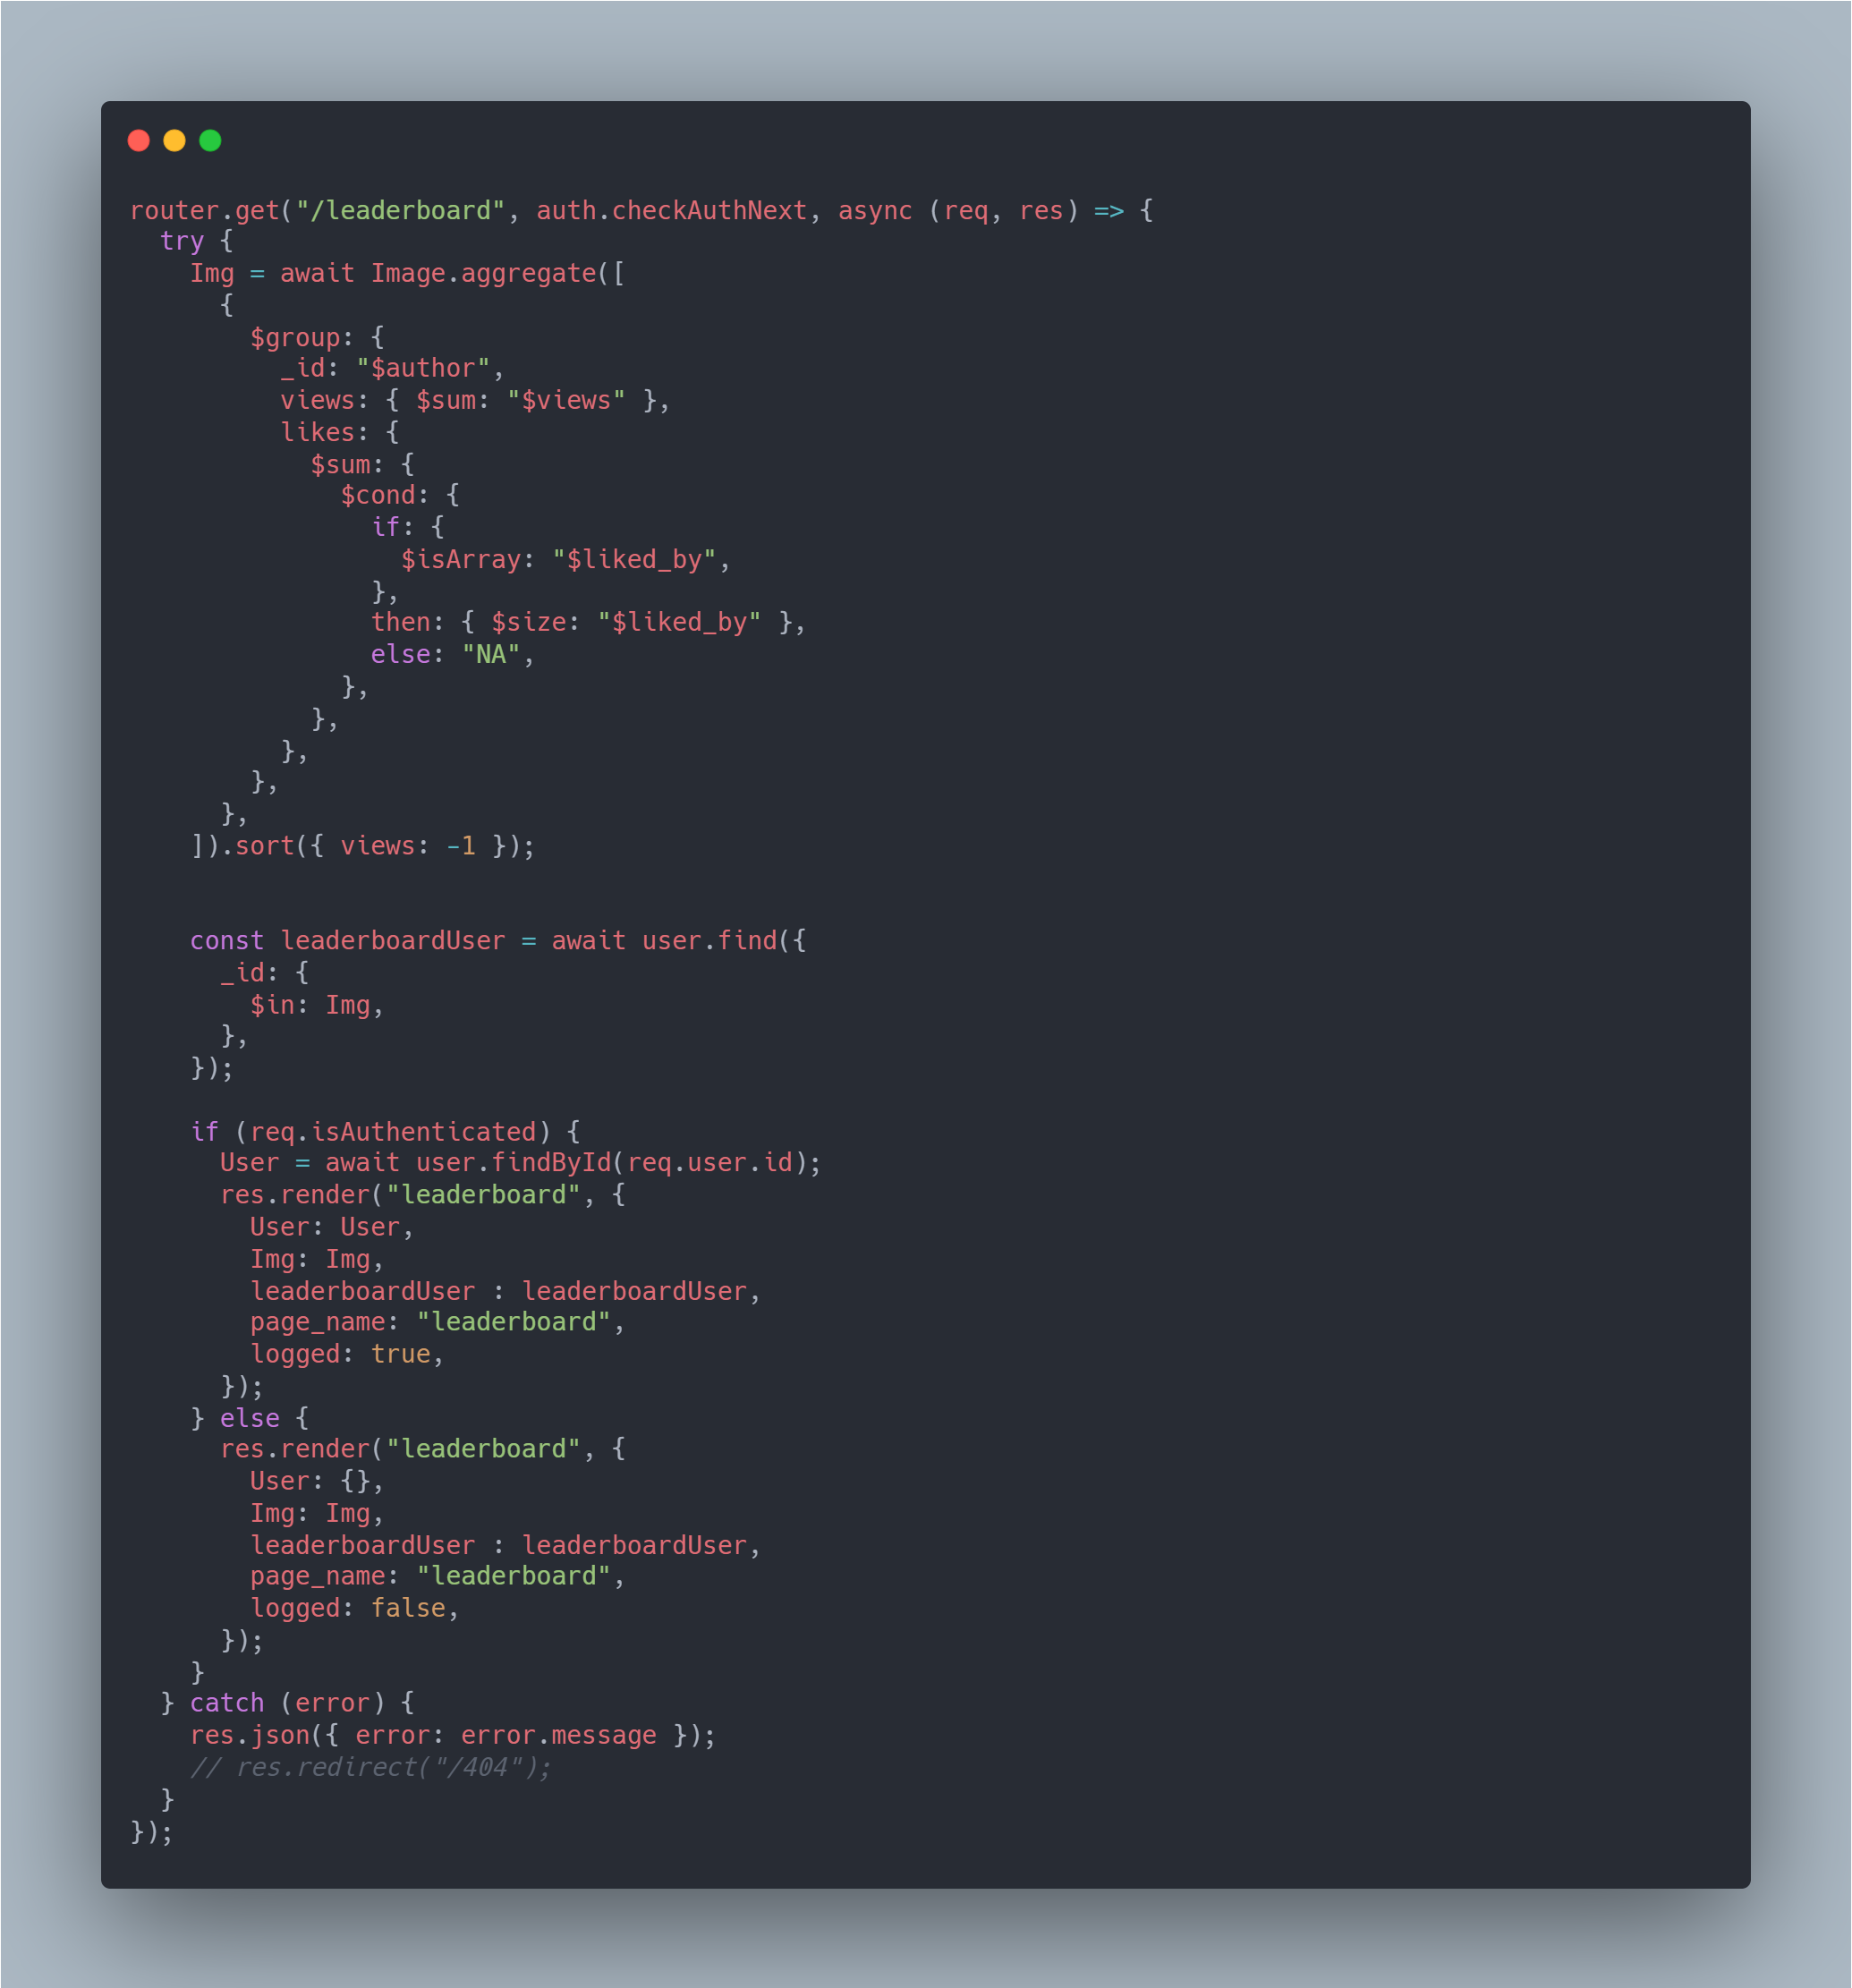 router.get("/leaderboard", auth.checkAuthNext, async (req, res) => {
  try {
    Img = await Image.aggregate([
      {
        $group: {
          _id: "$author",
          views: { $sum: "$views" },
          likes: {
            $sum: {
              $cond: {
                if: {
                  $isArray: "$liked_by",
                },
                then: { $size: "$liked_by" },
                else: "NA",
              },
            },
          },
        },
      },
    ]).sort({ views: -1 });


    const leaderboardUser = await user.find({
      _id: {
        $in: Img,
      },
    });

    if (req.isAuthenticated) {
      User = await user.findById(req.user.id);
      res.render("leaderboard", {
        User: User,
        Img: Img,
        leaderboardUser : leaderboardUser,
        page_name: "leaderboard",
        logged: true,
      });
    } else {
      res.render("leaderboard", {
        User: {},
        Img: Img,
        leaderboardUser : leaderboardUser,
        page_name: "leaderboard",
        logged: false,
      });
    }
  } catch (error) {
    res.json({ error: error.message });
    // res.redirect("/404");
  }
});